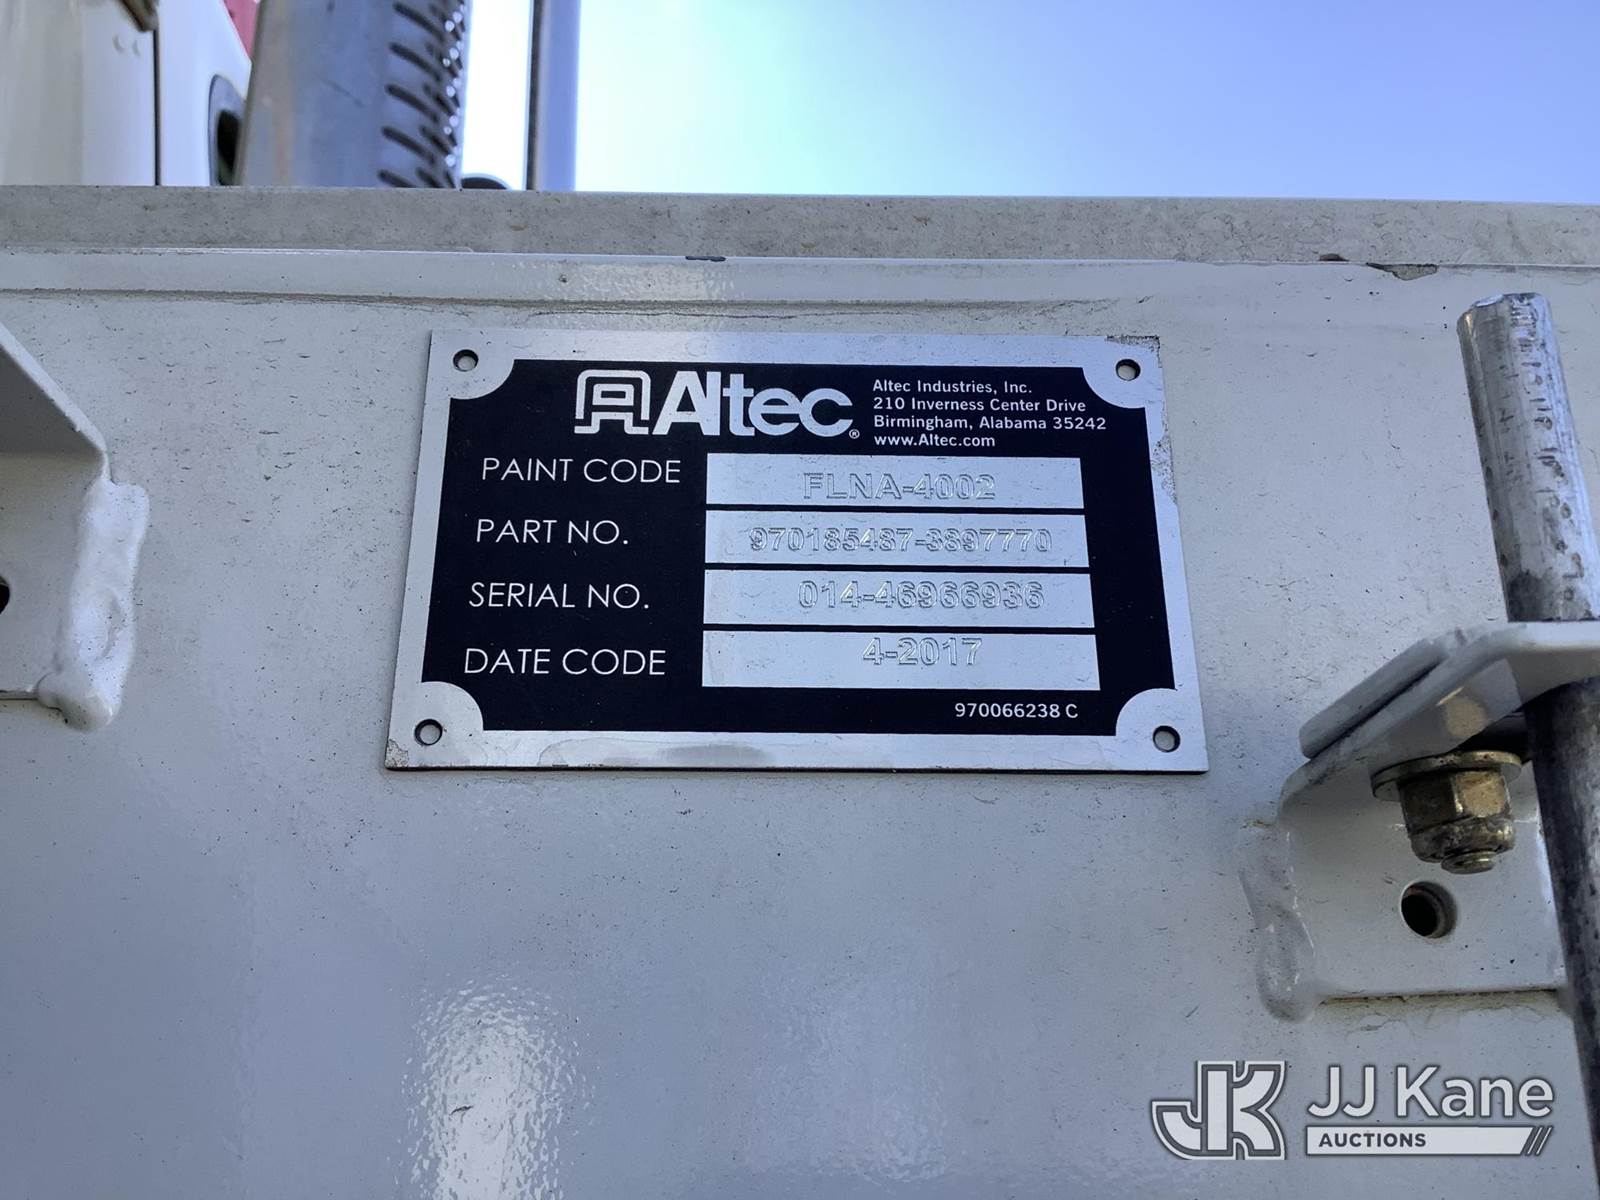 Altec®
Altec Industries, Inc.
210 Inverness Center Drive
Birmingham, Alabama 35242
www.Altec.com
PAINT CODE FLNA-4002
PART NO. 970185487-3897770
SERIAL NO. 014-46966936
DATE CODE 4-2017
970066238 C
JK JJ Kane
AUCTIONS